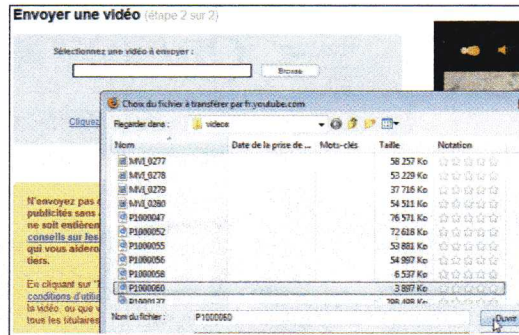 Envoyer une vidéo (étape 2 sur 2)
Sélectionnez une vidéo à envoyer :
Browse
Choix du fichier à transférer par fr.youtube.com
Cliquez
Regarder dans : videos
Nom Date de la prise de ... Mots-clés Taille Notation
MVI_0277 58 257 Ko
MVI_0278 53 229 Ko
MVI_0279 37 716 Ko
MVI_0280 54 511 Ko
P1000047 76 571 Ko
P1000052 72 618 Ko
P1000055 53 881 Ko
P1000056 54 997 Ko
P1000058 6 537 Ko
P1000060 3 897 Ko
P1000127
N'envoyez pas
publicités sans
ne soit entièrem
conseils sur les
qui vous aidero
tiers.
En cliquant sur "
conditions d'utilis
la vidéo, ou que v
tous les titulaires
Nom du fichier : P1000060 Ouvrir